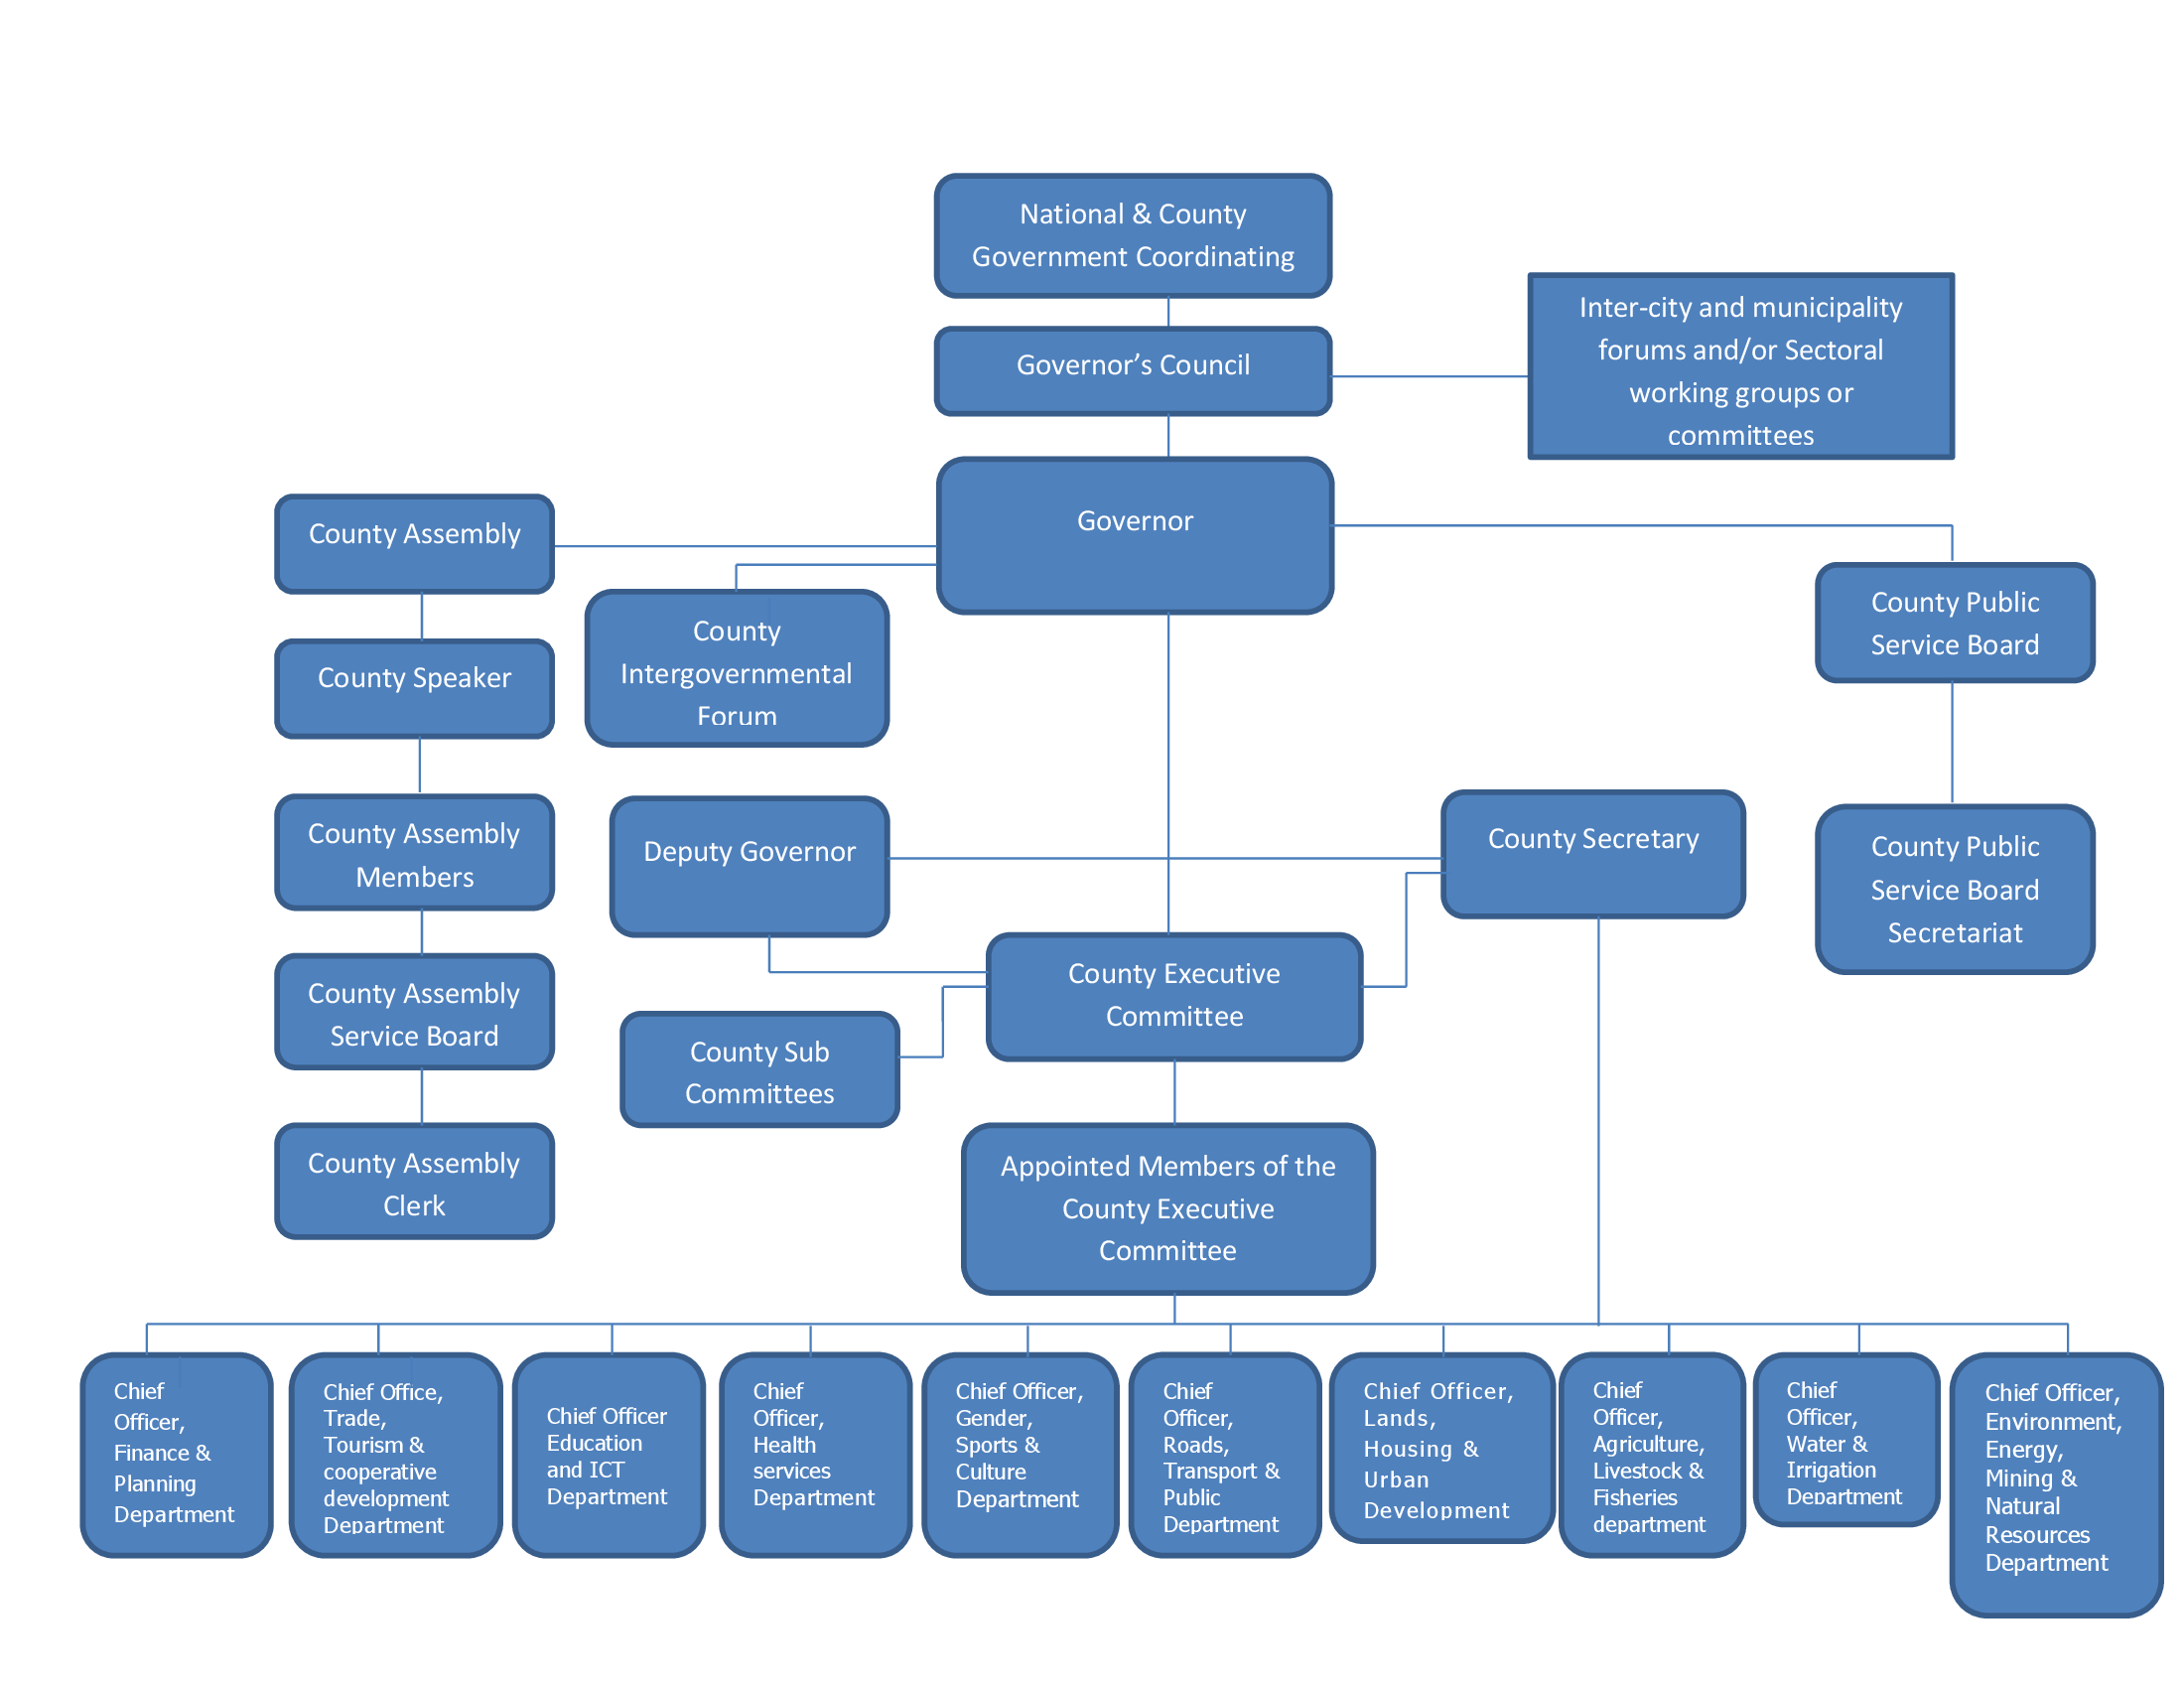 National & County
Government Coordinating
Inter-city and municipality
forums and/or Sectoral
working groups or
committees
Governor’s Council
Governor
County Assembly
County Public
Service Board
County
Intergovernmental
Forum
County Speaker
County Assembly
Members
Deputy Governor
County Secretary
County Public
Service Board
Secretariat
County Executive
Committee
County Assembly
Service Board
County Sub
Committees
County Assembly
Clerk
Appointed Members of the
County Executive
Committee
Chief
Officer,
Finance &
Planning
Department
Chief Office,
Trade,
Tourism &
cooperative
development
Department
Chief Officer
Education
and ICT
Department
Chief
Officer,
Health
services
Department
Chief Officer,
Gender,
Sports &
Culture
Department
Chief
Officer,
Roads,
Transport &
Public
Department
Chief Officer,
Lands,
Housing &
Urban
Development
Chief
Officer,
Agriculture,
Livestock &
Fisheries
department
Chief
Officer,
Water &
Irrigation
Department
Chief Officer,
Environment,
Energy,
Mining &
Natural
Resources
Department